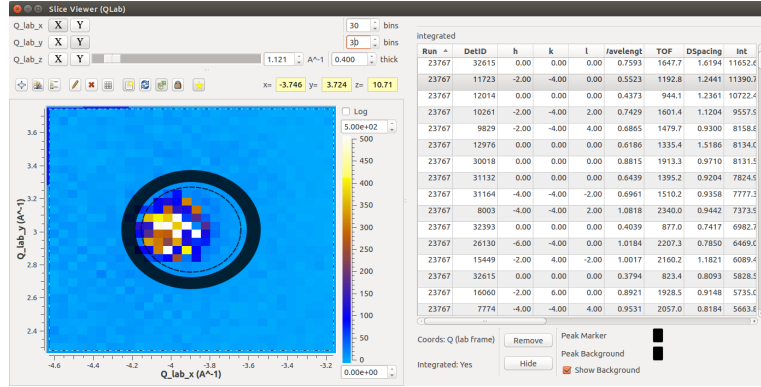 Slice Viewer (QLab)
Q_lab_x X Y 30 bins
Q_lab_y X Y 30 bins
Q_lab_z X Y 1.121 A^-1 0.400 thick
x= -3.746 y= 3.724 z= 10.71
Log
5.00e+02
500
450
400
350
300
250
200
150
100
50
0
0.00e+00
Q_lab_y (A^-1)
3.6
3.4
3.2
3
2.8
2.6
2.4
-4.6 -4.4 -4.2 -4 -3.8 -3.6 -3.4 -3.2
Q_lab_x (A^-1)
integrated
Run DetID h k l /avelengt TOF DSpacing Int
23767 32615 0.00 0.00 0.00 0.7593 1647.7 1.6194 11652.6
23767 11723 -2.00 -4.00 0.00 0.5523 1192.8 1.2441 11390.7
23767 12014 0.00 0.00 0.00 0.4373 944.1 1.2361 10722.4
23767 10261 -2.00 -4.00 2.00 0.7429 1601.4 1.1204 9557.9
23767 9829 -2.00 -4.00 4.00 0.6865 1479.7 0.9300 8158.8
23767 12976 0.00 0.00 0.00 0.6186 1335.4 1.5186 8134.0
23767 30018 0.00 0.00 0.00 0.8815 1913.3 0.9710 8131.5
23767 31132 0.00 0.00 0.00 0.6439 1395.2 0.9204 7824.9
23767 31164 -4.00 -4.00 -2.00 0.6961 1510.2 0.9358 7777.3
23767 8003 -4.00 -4.00 2.00 1.0818 2340.0 0.9442 7373.9
23767 32393 0.00 0.00 0.00 0.4039 877.0 0.7417 6982.7
23767 26130 -6.00 -4.00 0.00 1.0184 2207.3 0.7850 6469.0
23767 15449 -2.00 -4.00 2.00 1.0017 2160.2 1.1821 6089.4
23767 32615 0.00 0.00 0.00 0.3794 823.4 0.8093 5828.5
23767 16060 -2.00 6.00 0.00 0.8921 1928.5 0.9148 5735.0
23767 7774 -4.00 -4.00 4.00 0.9531 2057.0 0.8184 5663.8
Coords: Q (lab frame) Remove Peak Marker
Peak Background
Integrated: Yes Hide Show Background